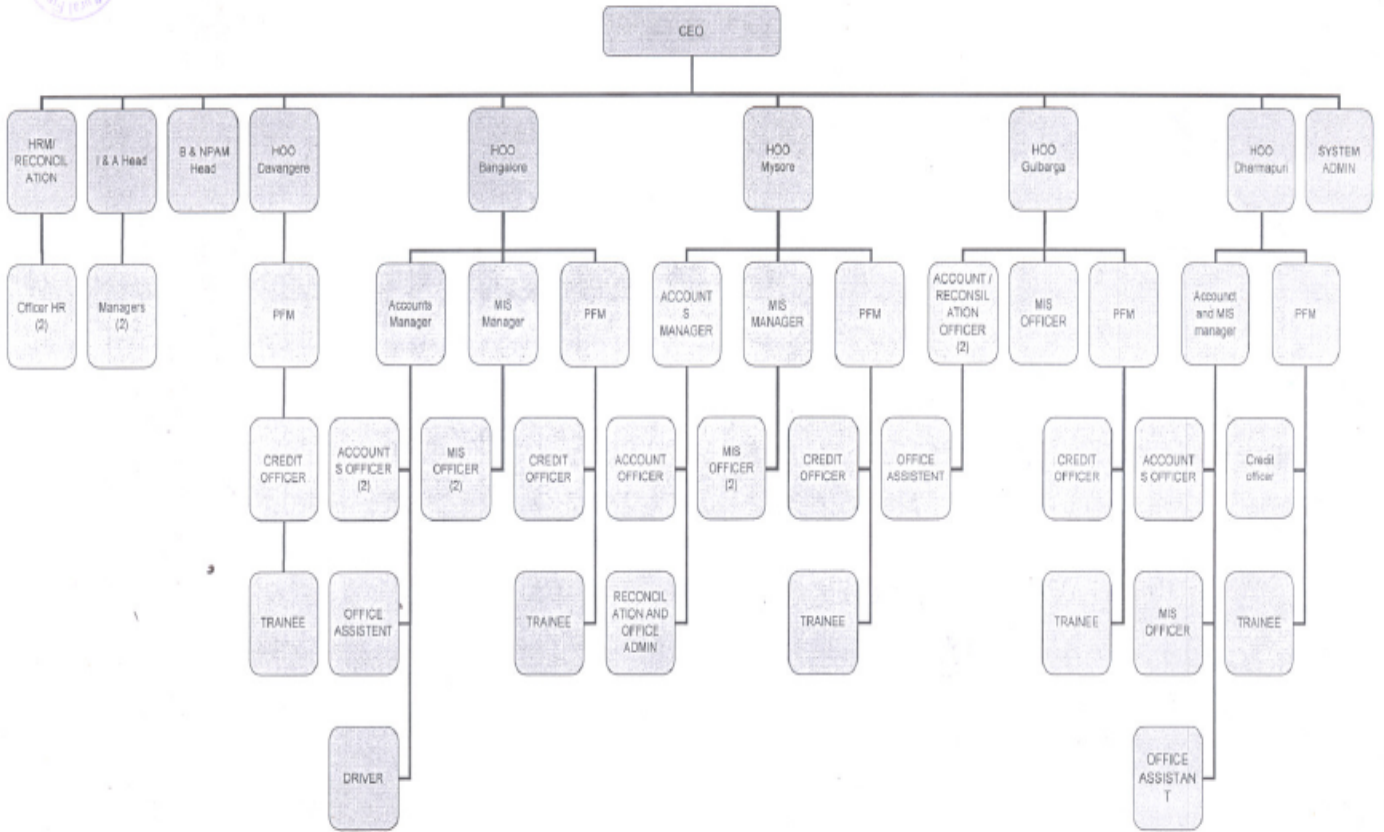 CEO
HRM/
RECONCIL
ATION
I & A Head
B & NPAM
Head
HOO
Davangere
HOO
Bangalore
HOO
Mysore
HOO
Gulbarga
HOO
Dharmapuri
SYSTEM
ADMIN
Officer HR
(2)
Managers
(2)
PFM
Accounts
Manager
MIS
Manager
PFM
ACCOUNT
S
MANAGER
MIS
MANAGER
PFM
ACCOUNT /
RECONSIL
ATION
OFFICER
(2)
MIS
OFFICER
PFM
Accounct
and MIS
manager
PFM
CREDIT
OFFICER
ACCOUNT
S OFFICER
(2)
MIS
OFFICER
(2)
CREDIT
OFFICER
ACCOUNT
OFFICER
MIS
OFFICER
(2)
CREDIT
OFFICER
OFFICE
ASSISTENT
CREDIT
OFFICER
ACCOUNT
S OFFICER
Credit
officer
TRAINEE
OFFICE
ASSISTENT
TRAINEE
RECONCIL
ATION AND
OFFICE
ADMIN
TRAINEE
TRAINEE
MIS
OFFICER
TRAINEE
DRIVER
OFFICE
ASSISTAN
T